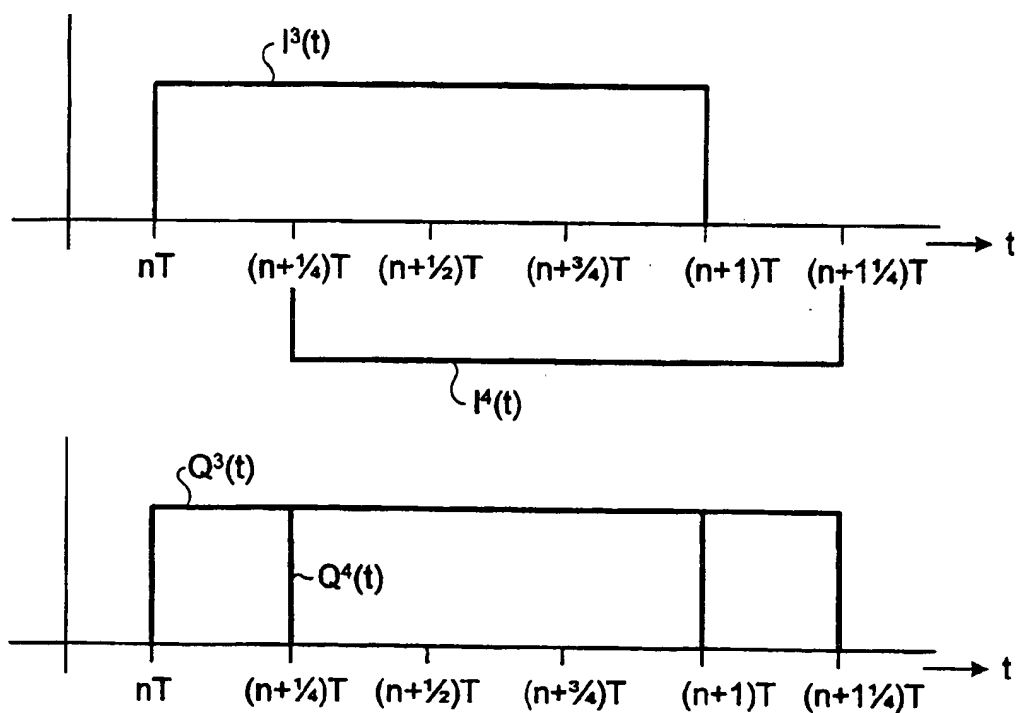 I³(t)
nT (n+¼)T (n+½)T (n+¾)T (n+1)T (n+1¼)T
t
I⁴(t)
Q³(t)
Q⁴(t)
nT (n+¼)T (n+½)T (n+¾)T (n+1)T (n+1¼)T
t